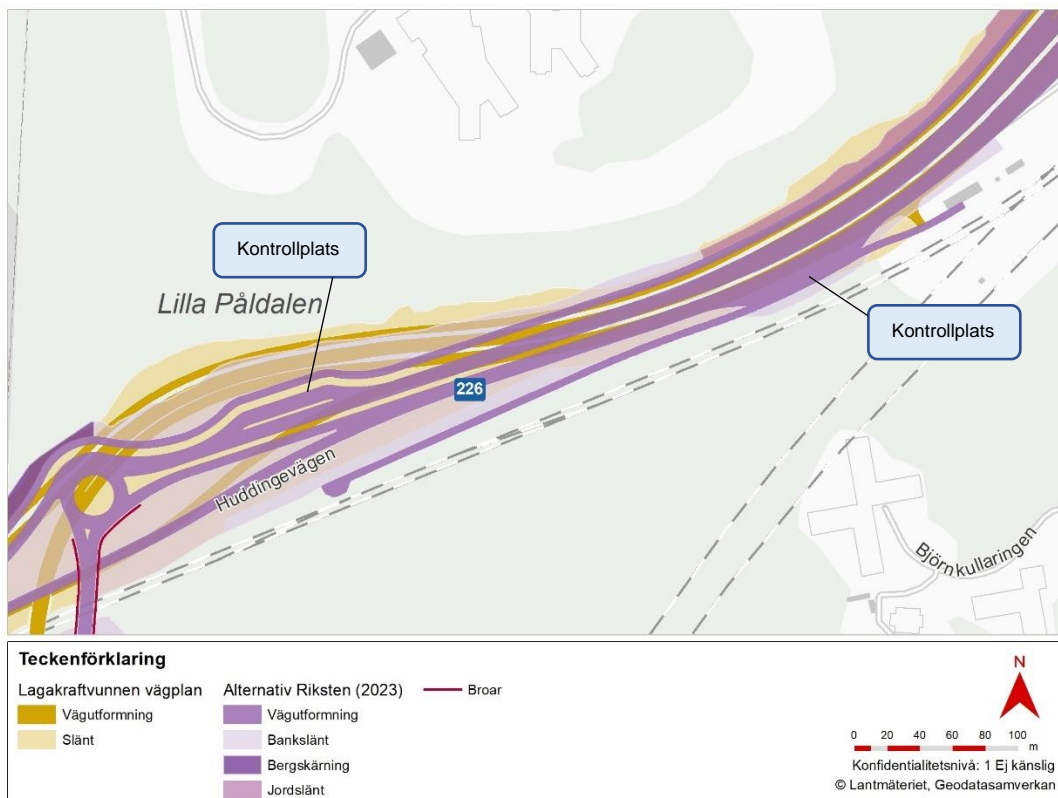 Kontrollplats
Lilla Påldalen
Kontrollplats
226
Huddingevägen
Björnkullaringen
Teckenförklaring
Lagakraftvunnen vägplan
Vägutformning
Slänt
Alternativ Riksten (2023)
Vägutformning
Bankslänt
Bergskärning
Jordslänt
Broar
N
0 20 40 60 80 100
m
Konfidentialitetsnivå: 1 Ej känslig
© Lantmäteriet, Geodatasamverkan